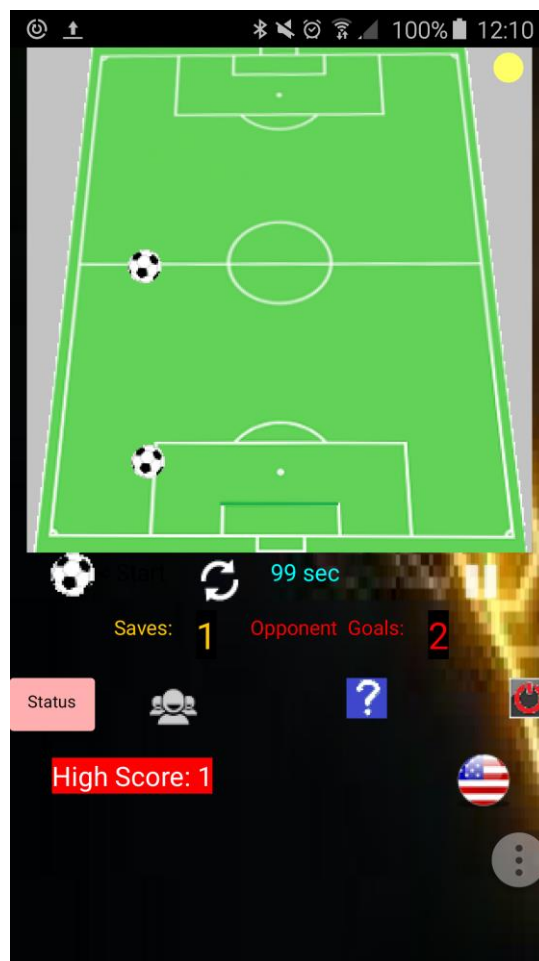 100% 12:10
Start 99 sec
Saves: 1 Opponent Goals: 2
Status ?
High Score: 1